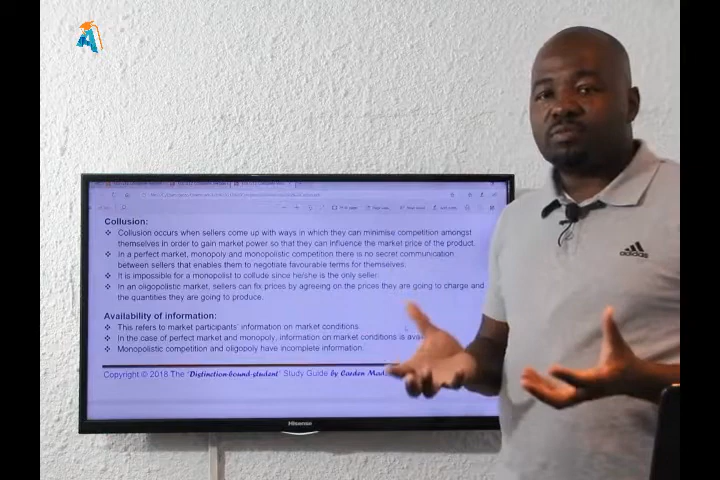 Collusion:
❖ Collusion occurs when sellers come up with ways in which they can minimise competition amongst
themselves in order to gain market power so that they can influence the market price of the product.
❖ In a perfect market, monopoly and monopolistic competition there is no secret communication
between sellers that enables them to negotiate favourable terms for themselves.
❖ It is impossible for a monopolist to collude since he/she is the only seller.
❖ In an oligopolistic market, sellers can fix prices by agreeing on the prices they are going to charge and
the quantities they are going to produce.
Availability of information:
❖ This refers to market participants' information on market conditions.
❖ In the case of perfect market and monopoly, information on market conditions is
❖ Monopolistic competition and oligopoly have incomplete information.
Copyright © 2018 The "Distinction-bound-student" Study Guide by Carden
Hisense
adidas